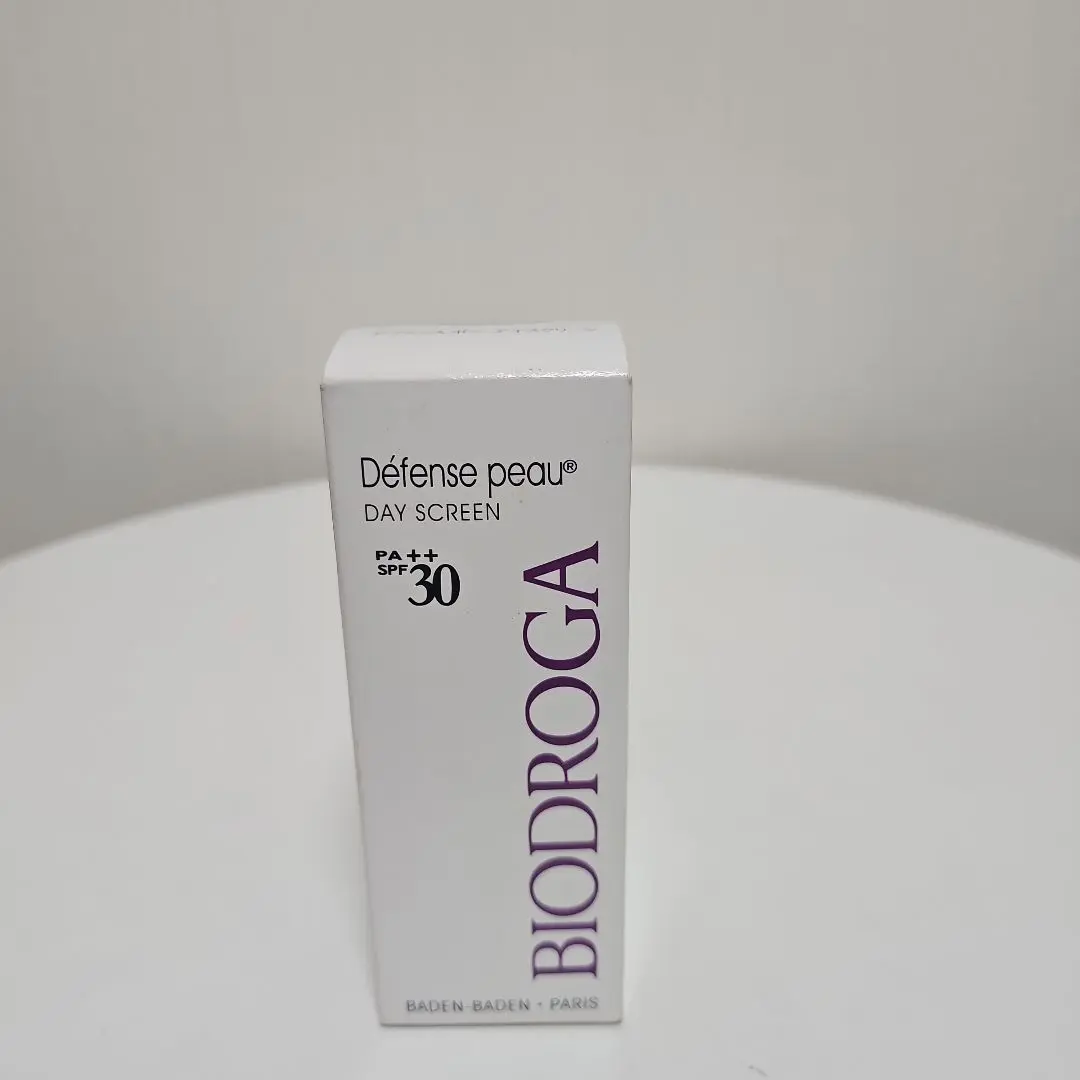 Défense peau®
DAY SCREEN
PA++
SPF30
BIODROGA
BADEN-BADEN · PARIS